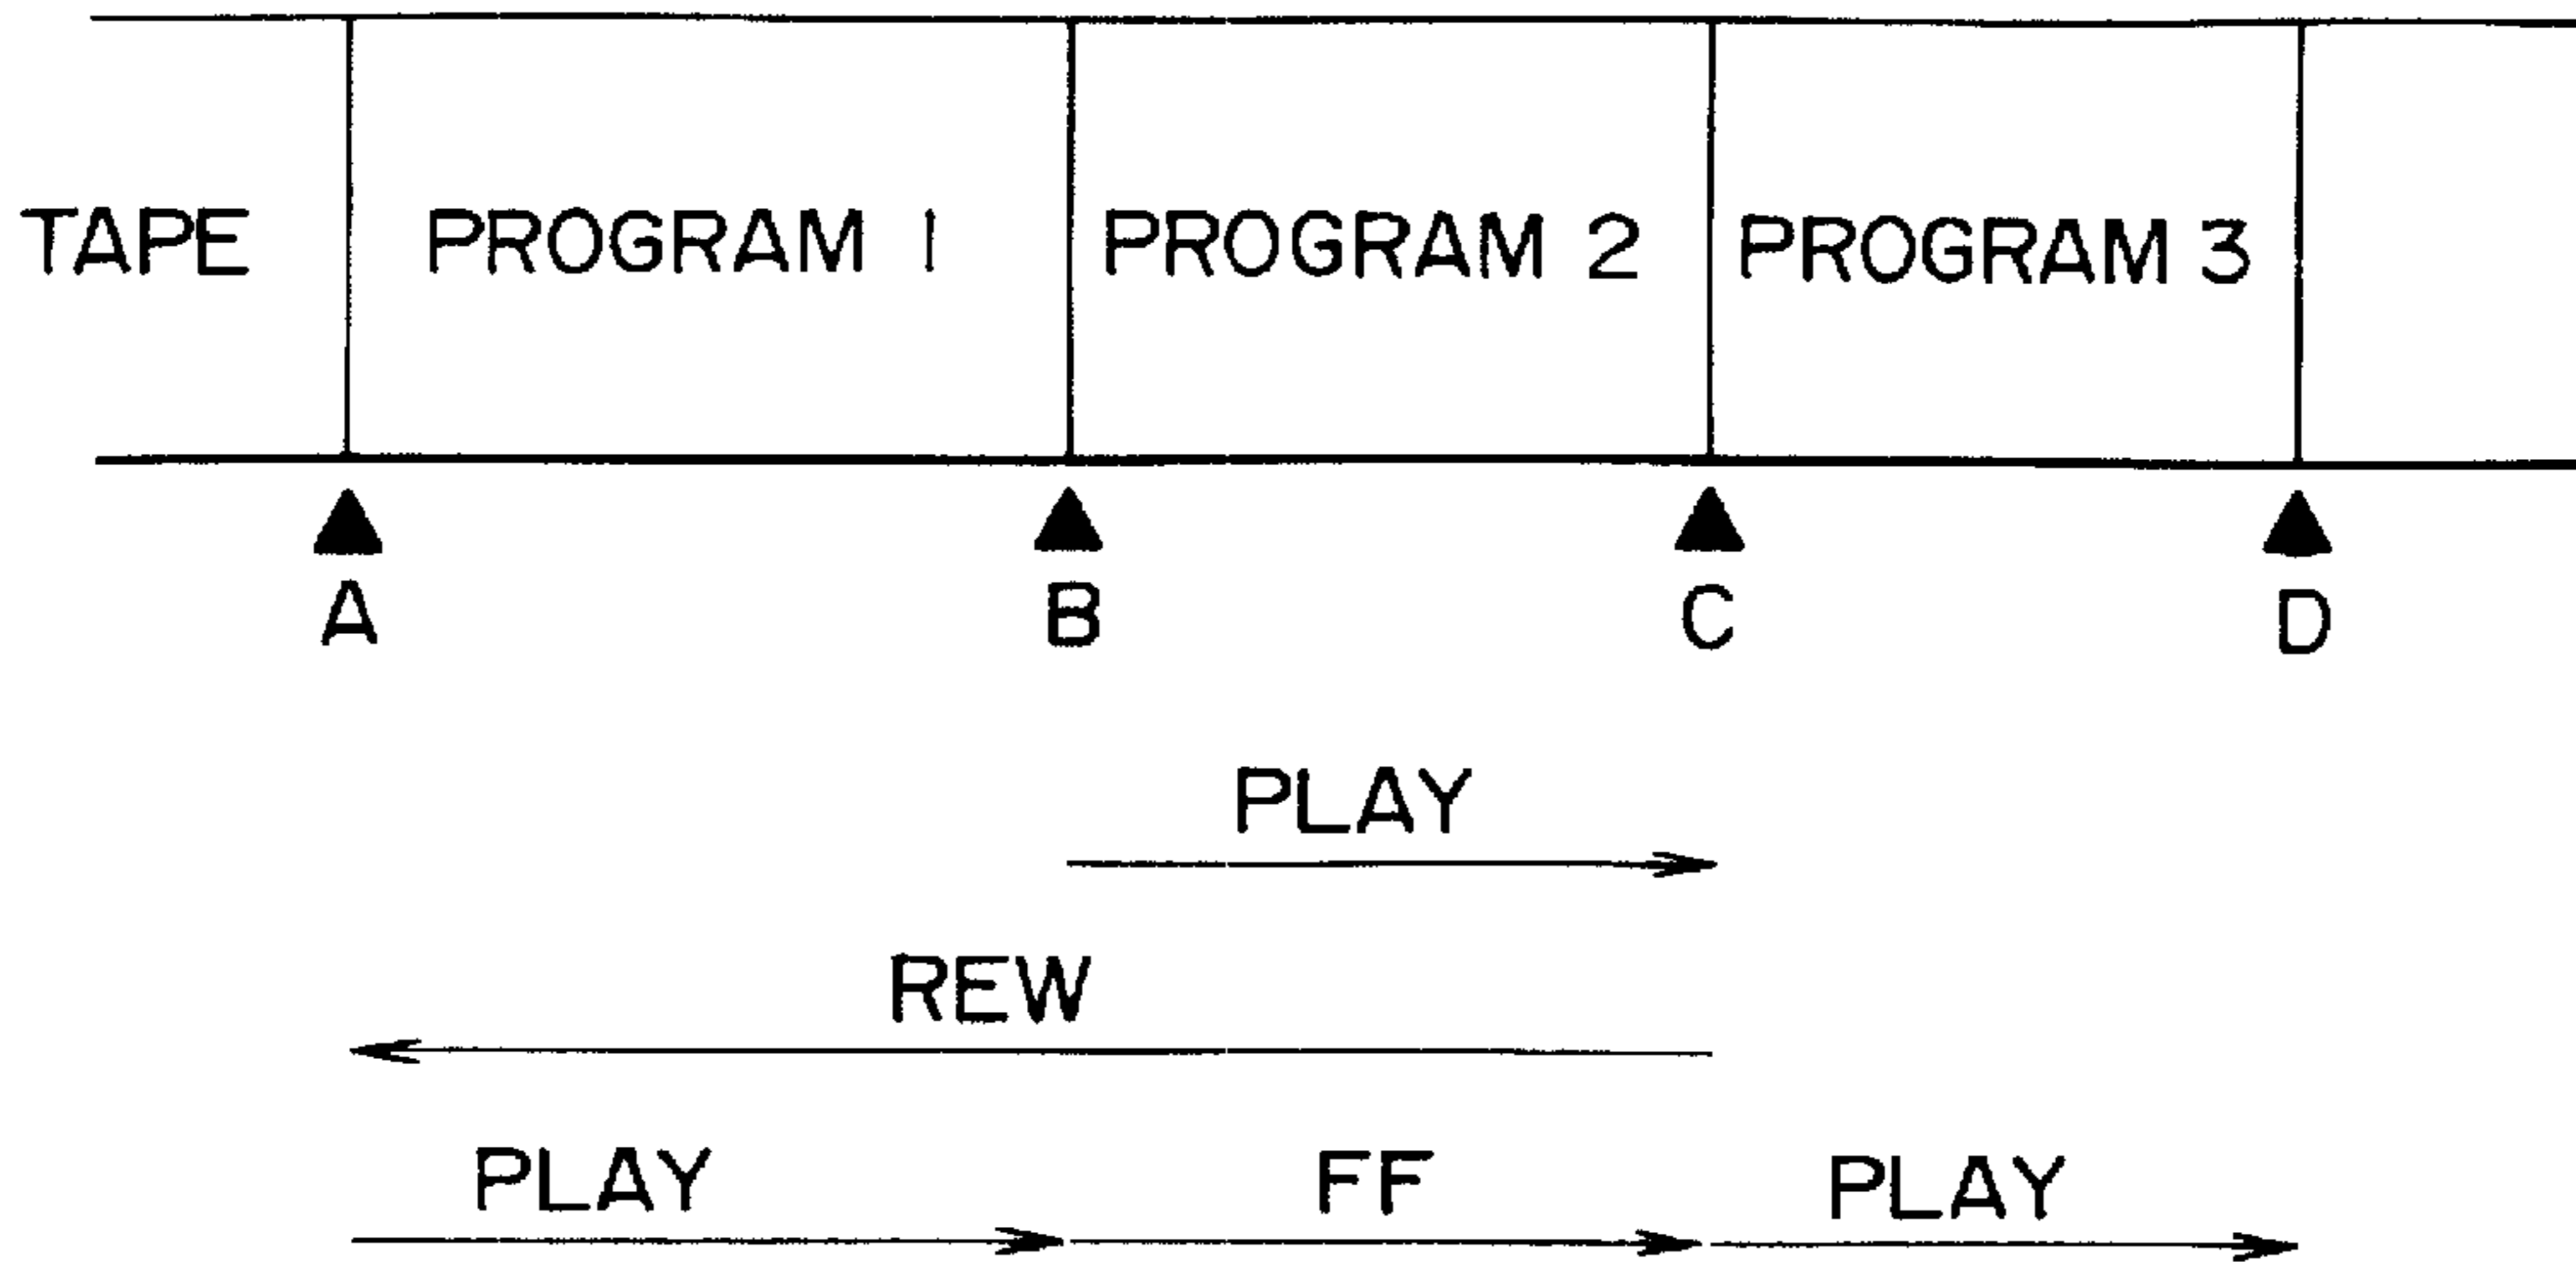 TAPE PROGRAM 1 PROGRAM 2 PROGRAM 3
A B C D
PLAY
REW
PLAY FF PLAY